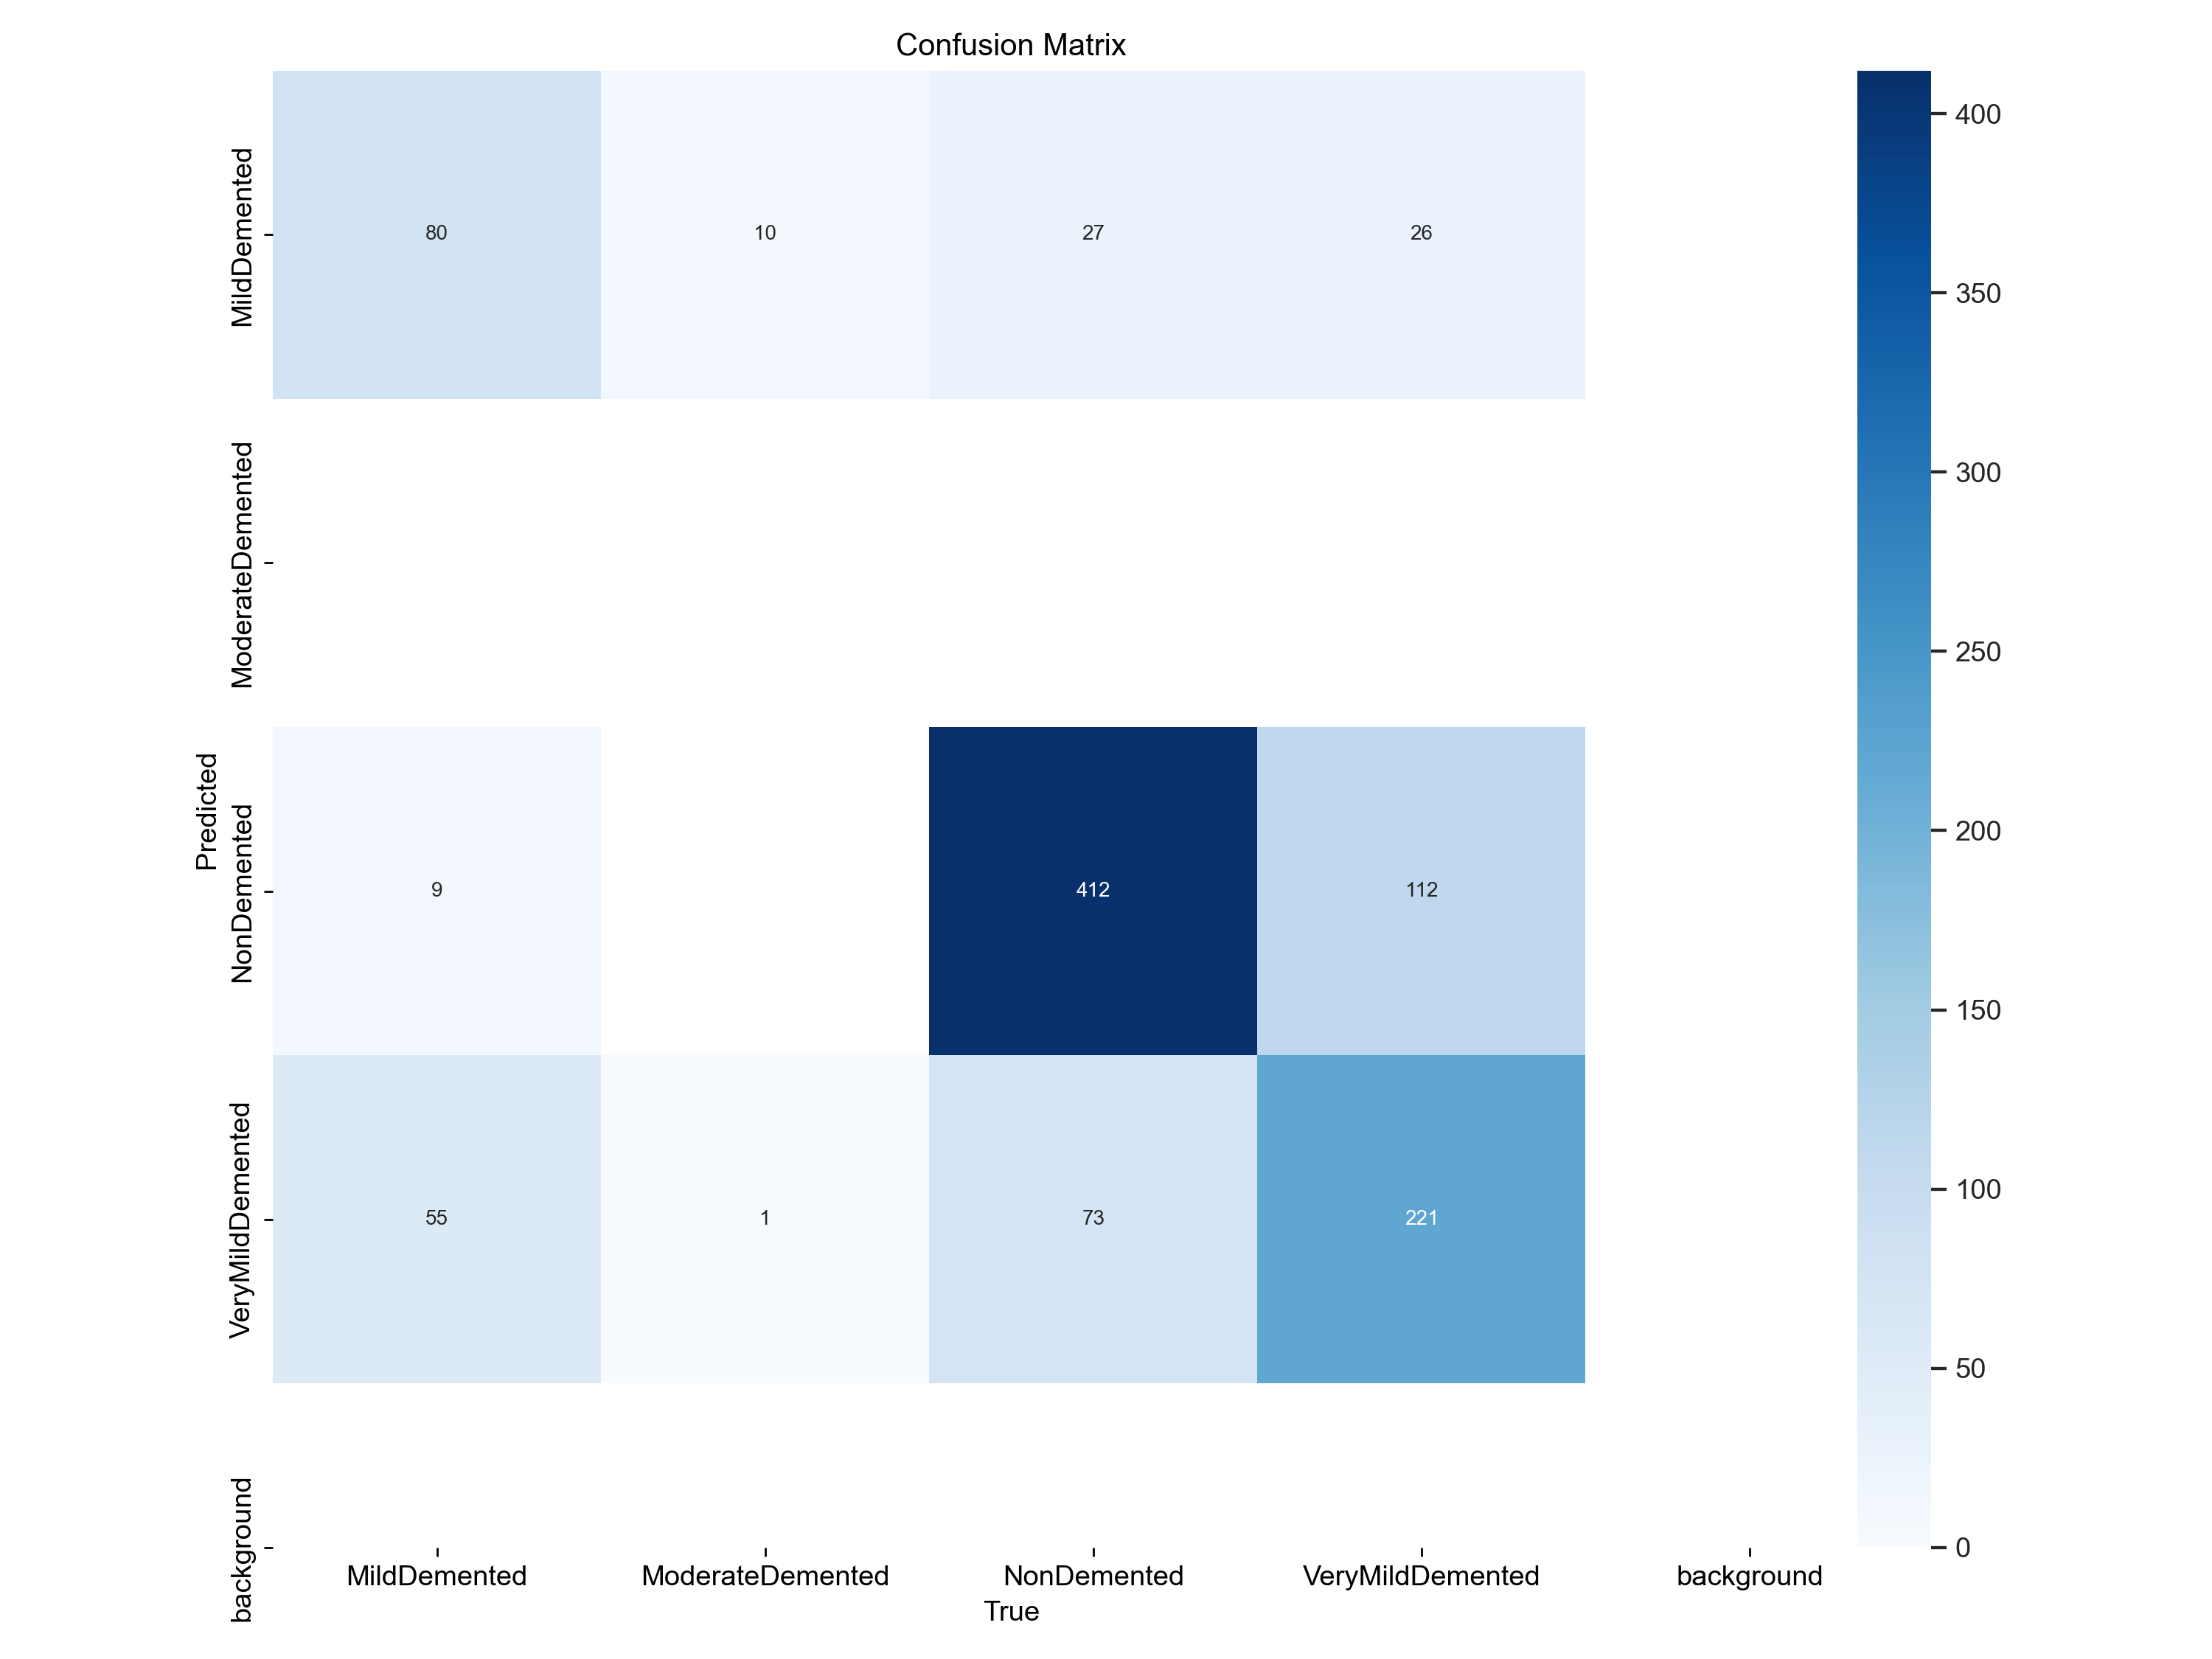 Confusion Matrix
MildDemented
80
10
27
26
ModerateDemented
Predicted
NonDemented
9
412
112
VeryMildDemented
55
1
73
221
background
MildDemented
ModerateDemented
NonDemented
VeryMildDemented
background
True
400
350
300
250
200
150
100
50
0